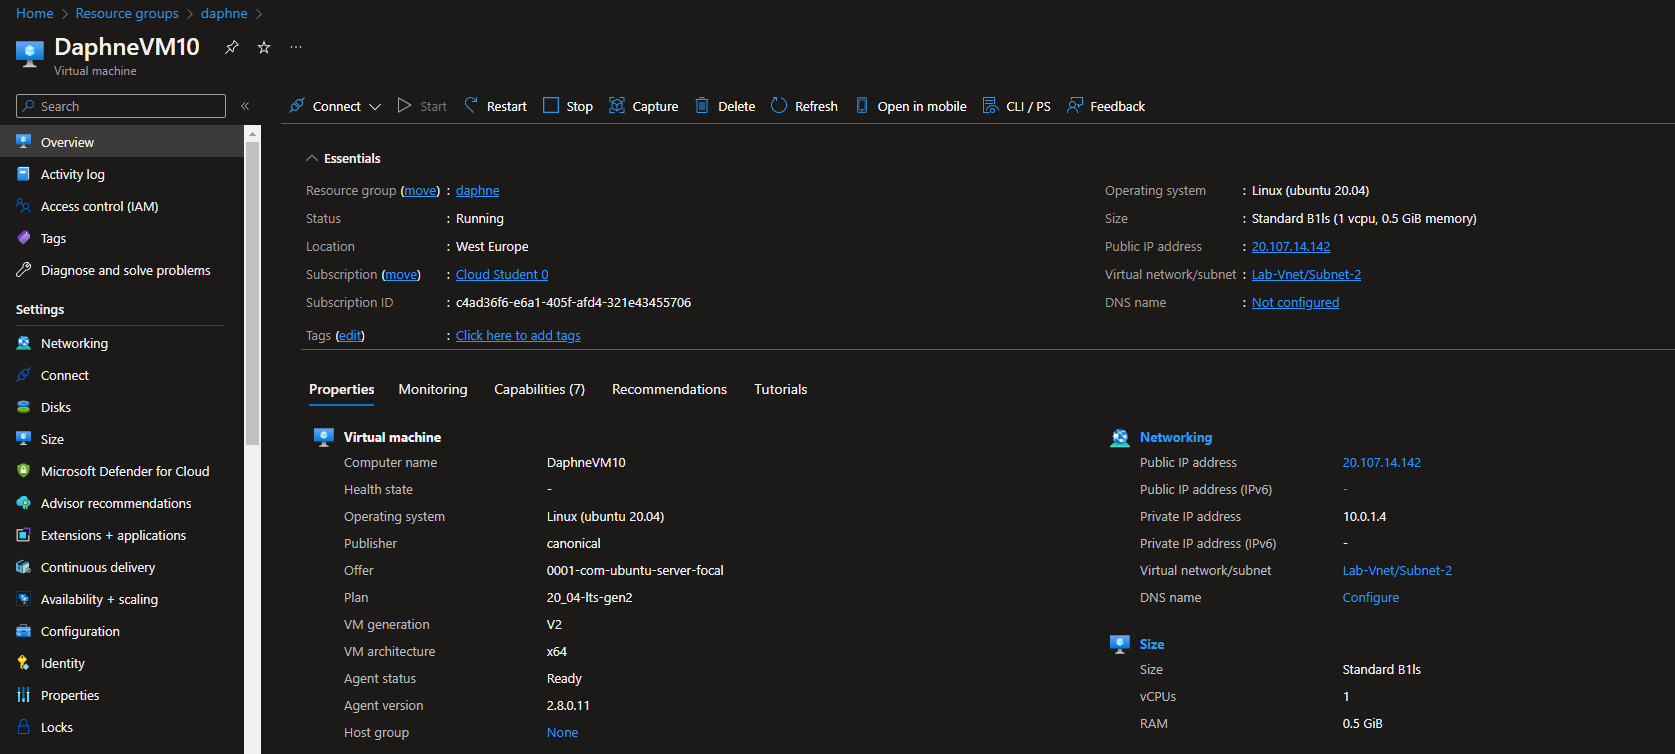 Home > Resource groups > daphne >
DaphneVM10 ...
Virtual machine
Search «
Overview
Activity log
Access control (IAM)
Tags
Diagnose and solve problems
Settings
Networking
Connect
Disks
Size
Microsoft Defender for Cloud
Advisor recommendations
Extensions + applications
Continuous delivery
Availability + scaling
Configuration
Identity
Properties
Locks
Connect Start Restart Stop Capture Delete Refresh Open in mobile CLI / PS Feedback
Essentials
Resource group (move) : daphne
Status : Running
Location : West Europe
Subscription (move) : Cloud Student 0
Subscription ID : c4ad36f6-e6a1-405f-afd4-321e43455706
Tags (edit) : Click here to add tags
Operating system : Linux (ubuntu 20.04)
Size : Standard B1ls (1 vcpu, 0.5 GiB memory)
Public IP address : 20.107.14.142
Virtual network/subnet : Lab-Vnet/Subnet-2
DNS name : Not configured
Properties Monitoring Capabilities (7) Recommendations Tutorials
Virtual machine
Computer name DaphneVM10
Health state -
Operating system Linux (ubuntu 20.04)
Publisher canonical
Offer 0001-com-ubuntu-server-focal
Plan 20_04-lts-gen2
VM generation V2
VM architecture x64
Agent status Ready
Agent version 2.8.0.11
Host group None
Networking
Public IP address 20.107.14.142
Public IP address (IPv6) -
Private IP address 10.0.1.4
Private IP address (IPv6) -
Virtual network/subnet Lab-Vnet/Subnet-2
DNS name Configure
Size
Size Standard B1ls
vCPUs 1
RAM 0.5 GiB